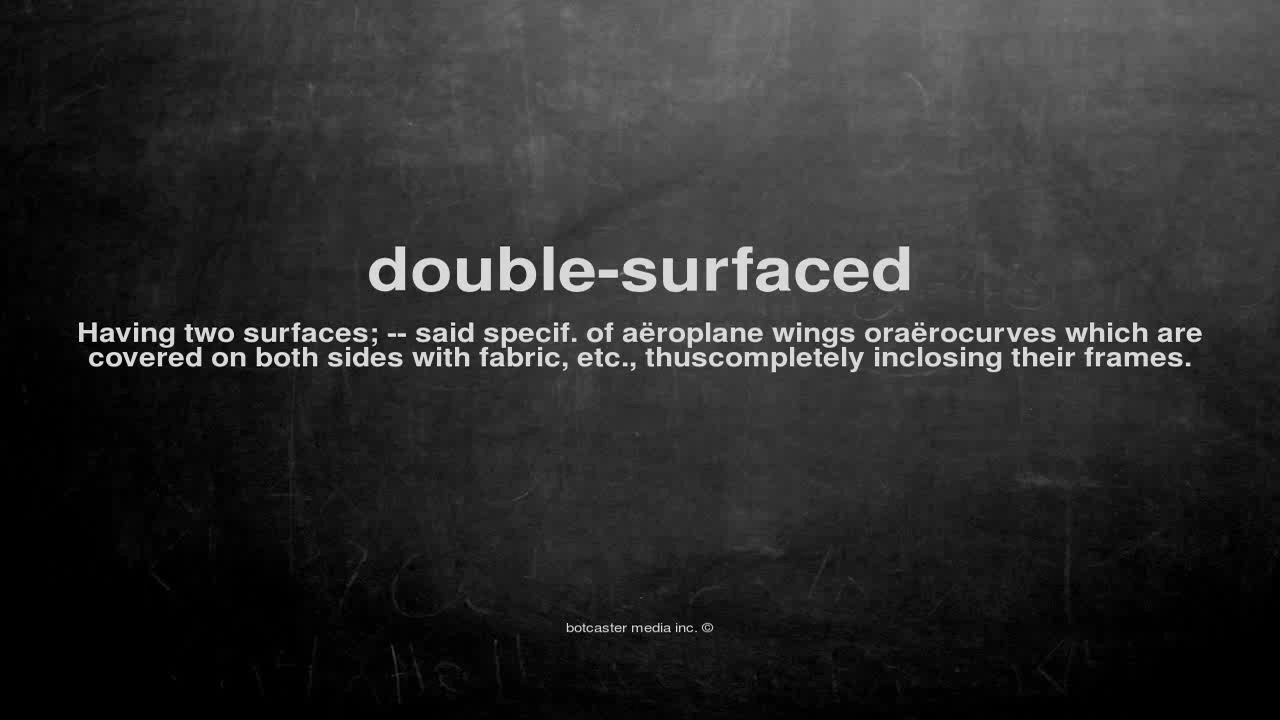 double-surfaced
Having two surfaces; -- said specif. of aëroplane wings oraërocurves which are
covered on both sides with fabric, etc., thuscompletely inclosing their frames.
botcaster media inc. ©